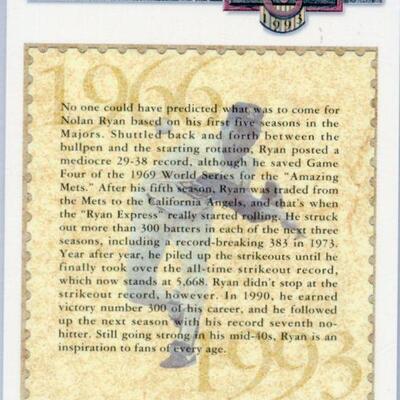 1993
1966
No one could have predicted what was to come for
Nolan Ryan based on his first five seasons in the
Majors. Shuttled back and forth between the
bullpen and the starting rotation, Ryan posted a
mediocre 29-38 record, although he saved Game
Four of the 1969 World Series for the “Amazing
Mets.” After his fifth season, Ryan was traded from
the Mets to the California Angels, and that's when
the “Ryan Express” really started rolling. He struck
out more than 300 batters in each of the next three
seasons, including a record-breaking 383 in 1973.
Year after year, he piled up the strikeouts until he
finally took over the all-time strikeout record,
which now stands at 5,668. Ryan didn't stop at the
strikeout record, however. In 1990, he earned
victory number 300 of his career, and he followed
up the next season with his record seventh no-
hitter. Still going strong in his mid-40s, Ryan is an
inspiration to fans of every age.
1993